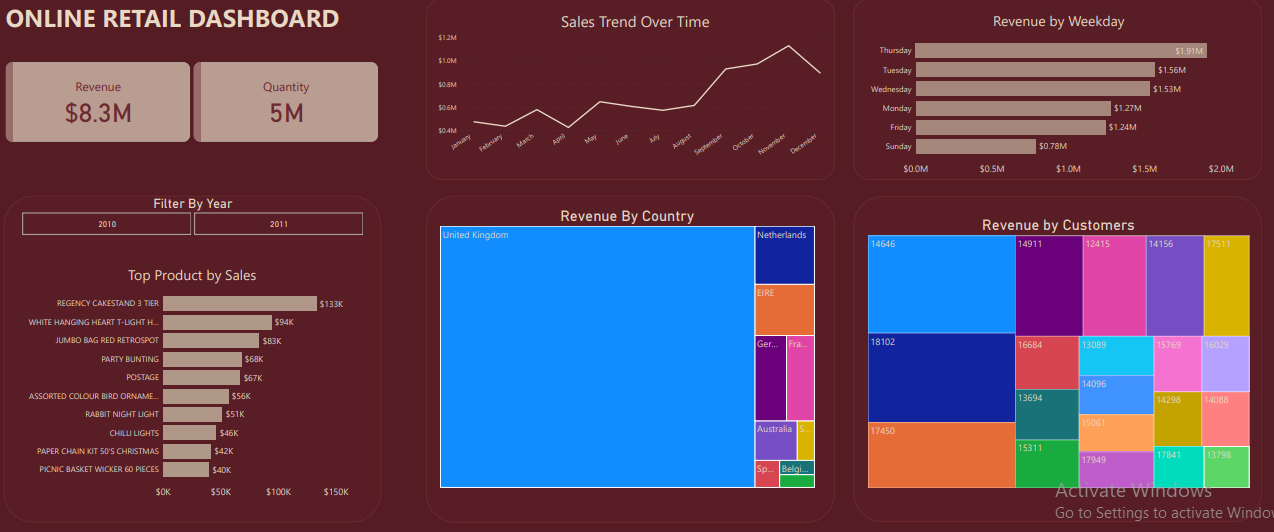 ONLINE RETAIL DASHBOARD
Revenue
$8.3M
Quantity
5M
Sales Trend Over Time
$1.2M
$1.0M
$0.8M
$0.6M
$0.4M
January
February
March
April
May
June
July
August
September
October
November
December
Revenue by Weekday
Thursday $1.91M
Tuesday $1.56M
Wednesday $1.53M
Monday $1.27M
Friday $1.24M
Sunday $0.78M
$0.0M $0.5M $1.0M $1.5M $2.0M
Filter By Year
2010 2011
Top Product by Sales
REGENCY CAKESTAND 3 TIER $133K
WHITE HANGING HEART T-LIGHT H... $94K
JUMBO BAG RED RETROSPOT $83K
PARTY BUNTING $68K
POSTAGE $67K
ASSORTED COLOUR BIRD ORNAME... $56K
RABBIT NIGHT LIGHT $51K
CHILLI LIGHTS $46K
PAPER CHAIN KIT 50'S CHRISTMAS $42K
PICNIC BASKET WICKER 60 PIECES $40K
$0K $50K $100K $150K
Revenue By Country
United Kingdom
Netherlands
EIRE
Ger... Fra...
Australia S...
Sp... Belgi...
Revenue by Customers
14646 14911 12415 14156 17511
18102 16684 13089 15769 16029
14096
13694 14298 14088
15061
17450
15311 17949 17841 13798
Activate Windows
Go to Settings to activate Windo